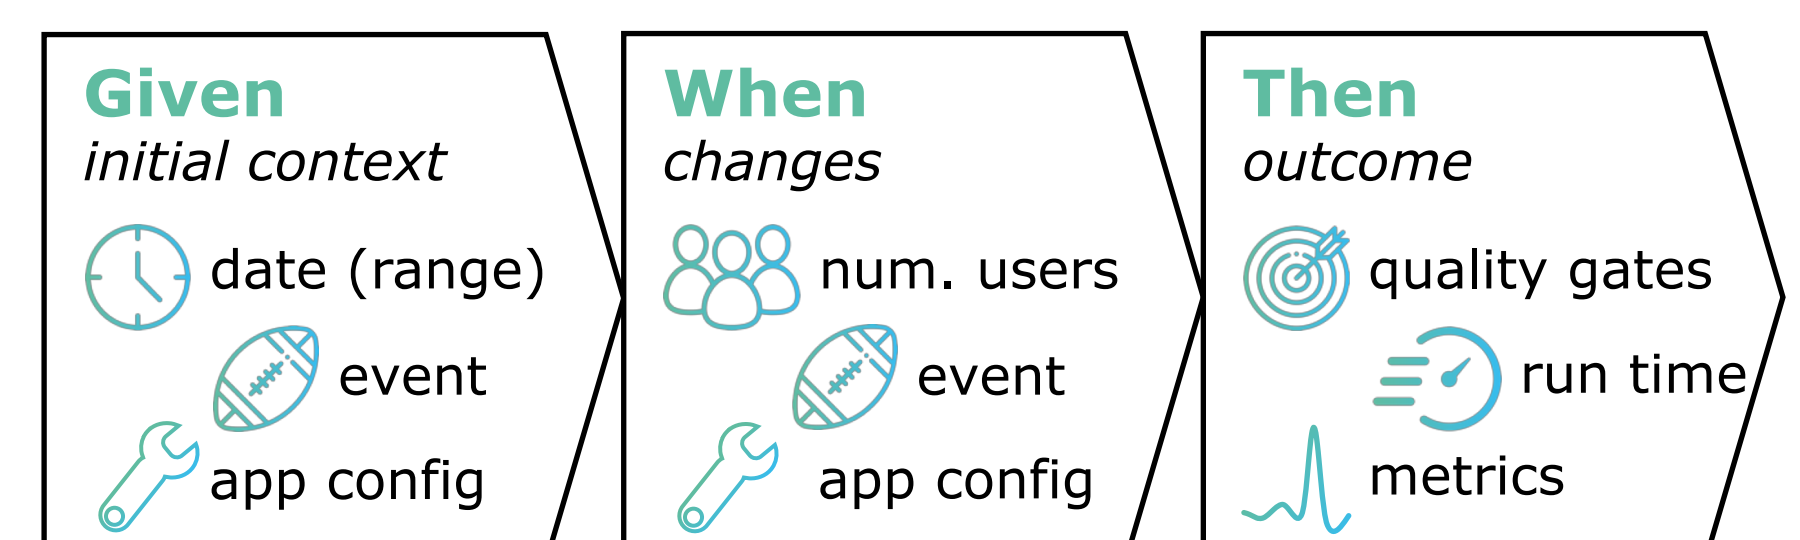 Given
initial context
date (range)
event
app config
When
changes
num. users
event
app config
Then
outcome
quality gates
run time
metrics